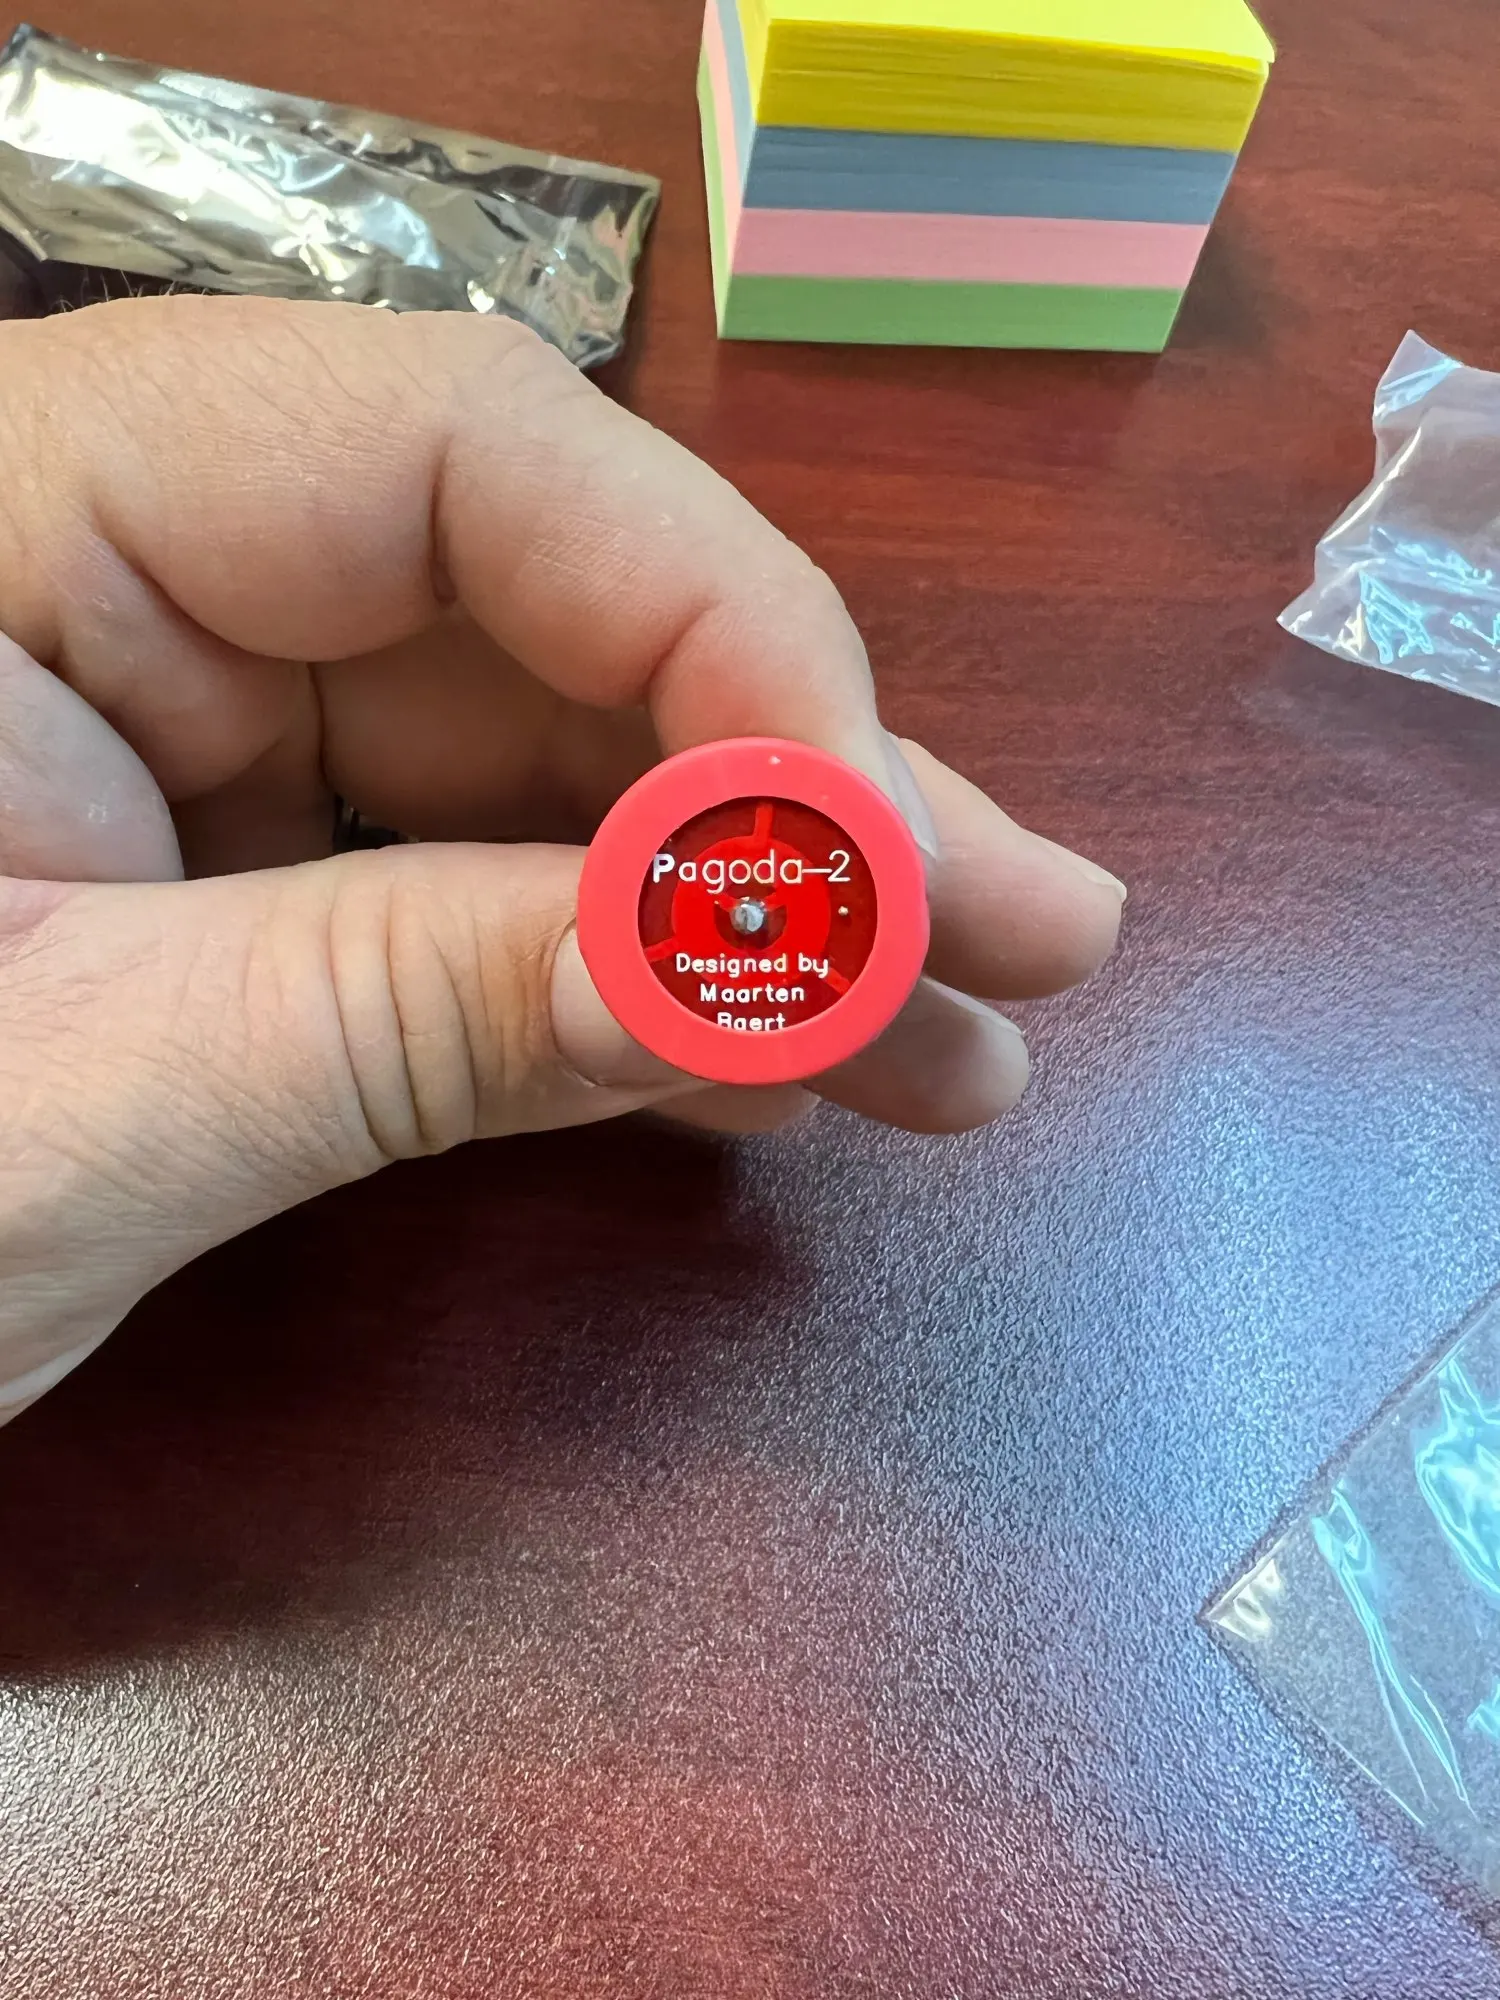 Pagoda-2
Designed by
Maarten
Baert